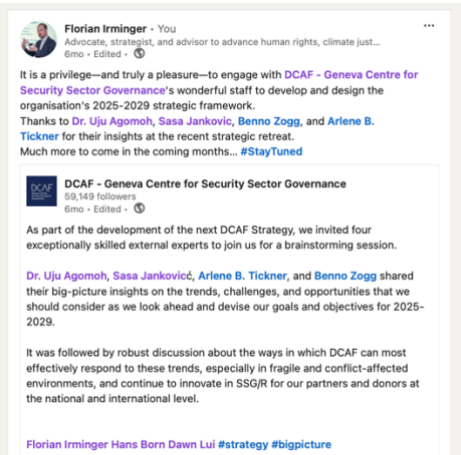 Florian Irminger • You
Advocate, strategist, and advisor to advance human rights, climate just...
6mo • Edited •
It is a privilege—and truly a pleasure—to engage with DCAF - Geneva Centre for
Security Sector Governance's wonderful staff to develop and design the
organisation's 2025-2029 strategic framework.
Thanks to Dr. Uju Agomoh, Sasa Jankovic, Benno Zogg, and Arlene B.
Tickner for their insights at the recent strategic retreat.
Much more to come in the coming months... #StayTuned
DCAF
DCAF - Geneva Centre for Security Sector Governance
59,149 followers
6mo • Edited •
As part of the development of the next DCAF Strategy, we invited four
exceptionally skilled external experts to join us for a brainstorming session.
Dr. Uju Agomoh, Sasa Jankovicć, Arlene B. Tickner, and Benno Zogg shared
their big-picture insights on the trends, challenges, and opportunities that we
should consider as we look ahead and devise our goals and objectives for 2025-
2029.
It was followed by robust discussion about the ways in which DCAF can most
effectively respond to these trends, especially in fragile and conflict-affected
environments, and continue to innovate in SSG/R for our partners and donors at
the national and international level.
Florian Irminger Hans Born Dawn Lui #strategy #bigpicture